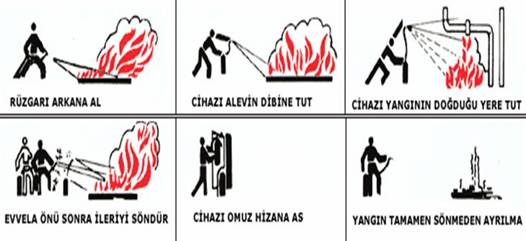 RÜZGARI ARKANA AL
CİHAZI ALEVİN DİBİNE TUT
CİHAZI YANGININ DOĞDUĞU YERE TUT
EVVELA ÖNÜ SONRA İLERİYİ SÖNDÜR
CİHAZI OMUZ HİZANA AS
YANGIN TAMAMEN SÖNMEDEN AYRILMA